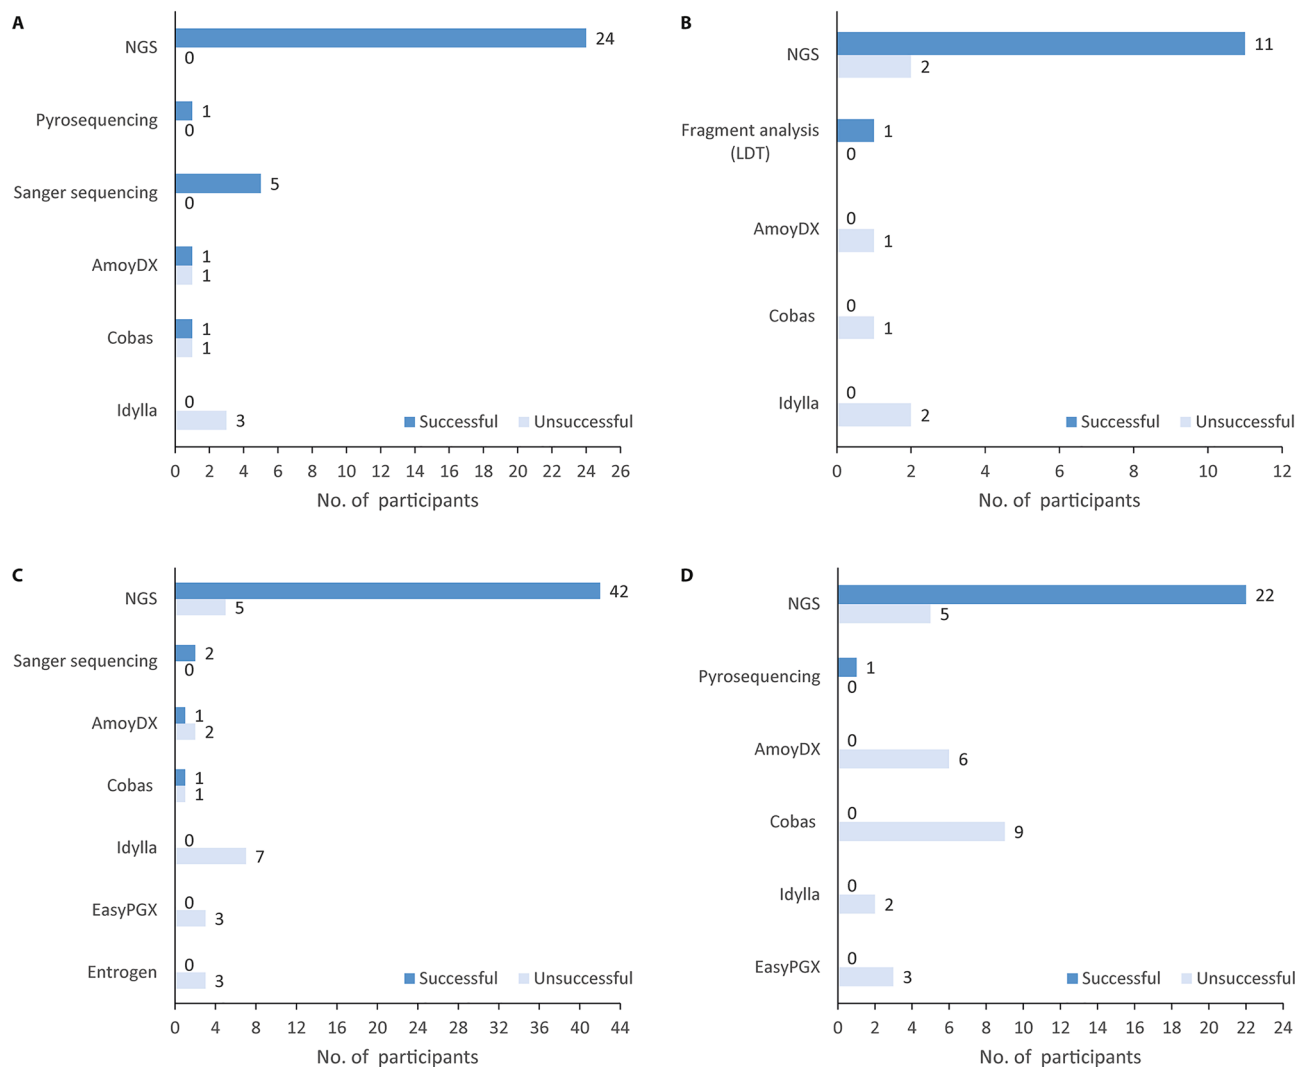 A
NGS
24
0
Pyrosequencing
1
0
Sanger sequencing
5
0
AmoyDX
1
1
Cobas
1
1
Idylla
0
3
Successful Unsuccessful
0 2 4 6 8 10 12 14 16 18 20 22 24 26
No. of participants
B
NGS
11
2
Fragment analysis
(LDT)
1
0
AmoyDX
0
1
Cobas
0
1
Idylla
0
2
Successful Unsuccessful
0 2 4 6 8 10 12
No. of participants
C
NGS
42
5
Sanger sequencing
2
0
AmoyDX
1
2
Cobas
1
1
Idylla
0
7
EasyPGX
0
3
Entrogen
0
3
Successful Unsuccessful
0 4 8 12 16 20 24 28 32 36 40 44
No. of participants
D
NGS
22
5
Pyrosequencing
1
0
AmoyDX
0
6
Cobas
0
9
Idylla
0
2
EasyPGX
0
3
Successful Unsuccessful
0 2 4 6 8 10 12 14 16 18 20 22 24
No. of participants